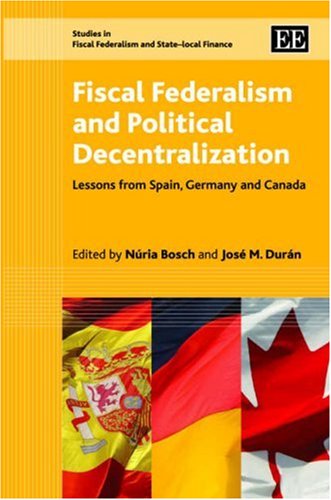 Studies in
Fiscal Federalism and State–local Finance
EE
Fiscal Federalism
and Political
Decentralization
Lessons from Spain, Germany and Canada
Edited by Núria Bosch and José M. Durán